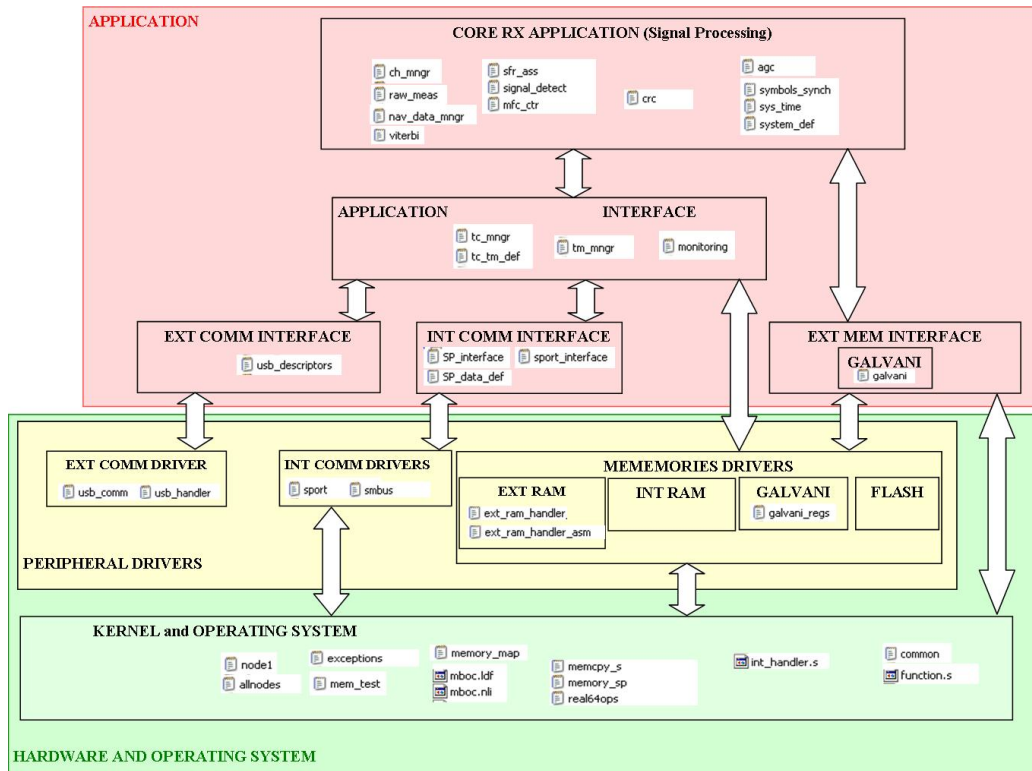 APPLICATION
CORE RX APPLICATION (Signal Processing)
ch_mngr
raw_meas
nav_data_mngr
viterbi
sfr_ass
signal_detect
mfc_ctr
crc
agc
symbols_synch
sys_time
system_def
APPLICATION INTERFACE
tc_mngr
tc_tm_def
tm_mngr
monitoring
EXT COMM INTERFACE
usb_descriptors
INT COMM INTERFACE
SP_interface
SP_data_def
sport_interface
EXT MEM INTERFACE
GALVANI
galvani
EXT COMM DRIVER
usb_comm
usb_handler
INT COMM DRIVERS
sport
smbus
MEMEMORIES DRIVERS
EXT RAM
ext_ram_handler
ext_ram_handler_asm
INT RAM
GALVANI
galvani_regs
FLASH
PERIPHERAL DRIVERS
KERNEL and OPERATING SYSTEM
node1
allnodes
exceptions
mem_test
memory_map
mboc.ldf
mboc.nli
memcpy_s
memory_sp
real64ops
int_handler.s
common
function.s
HARDWARE AND OPERATING SYSTEM